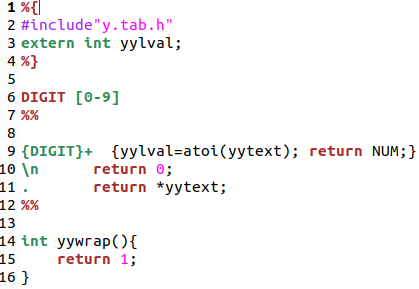 1 %{
2 #include"y.tab.h"
3 extern int yylval;
4 %}
5
6 DIGIT [0-9]
7 %%
8
9 {DIGIT}+  {yylval=atoi(yytext); return NUM;}
10 \n      return 0;
11 .       return *yytext;
12 %%
13
14 int yywrap(){
15     return 1;
16 }